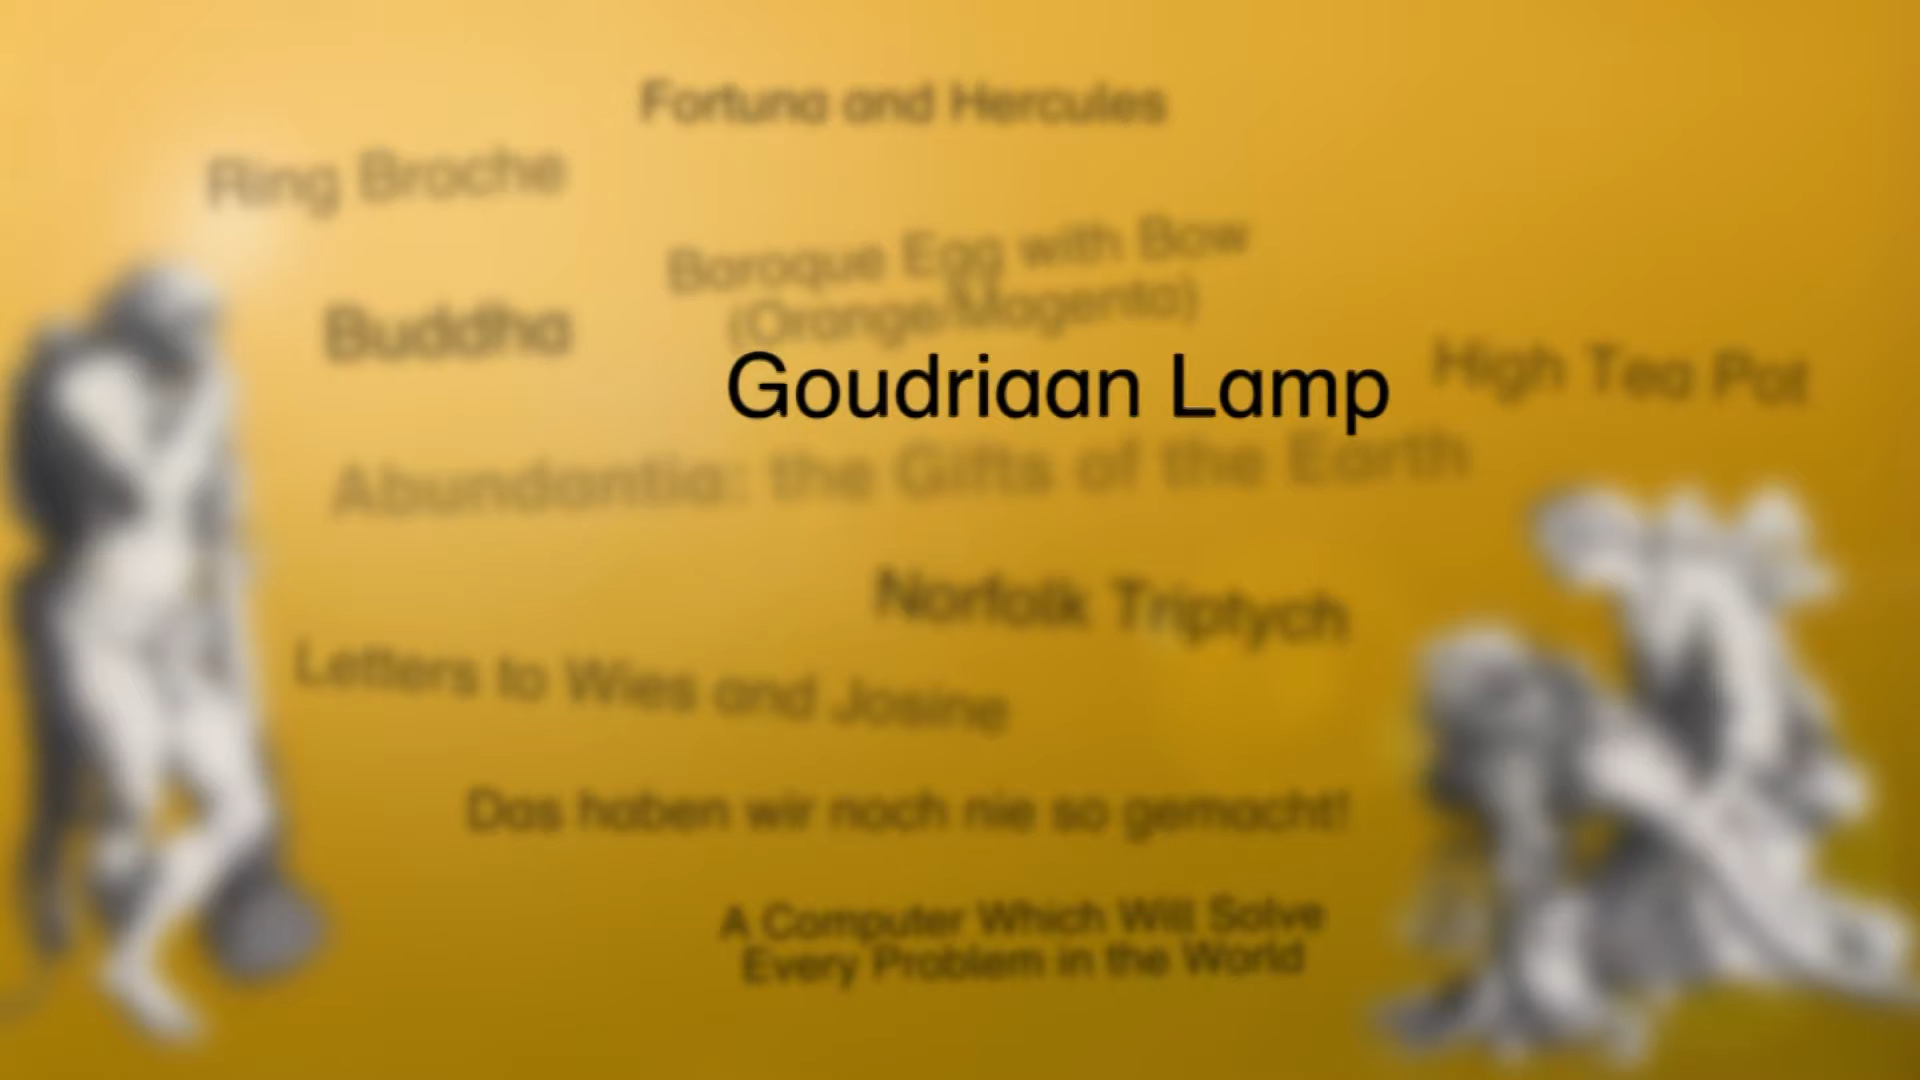 Fortuna and Hercules
Ring Broche
Baroque Egg with Bow
(Orange/Magenta)
Buddha
Goudriaan Lamp
High Tea Pot
Abundantia: the Gifts of the Earth
Norfolk Triptych
Letters to Wies and Josine
Das haben wir noch nie so gemacht!
A Computer Which Will Solve
Every Problem in the World